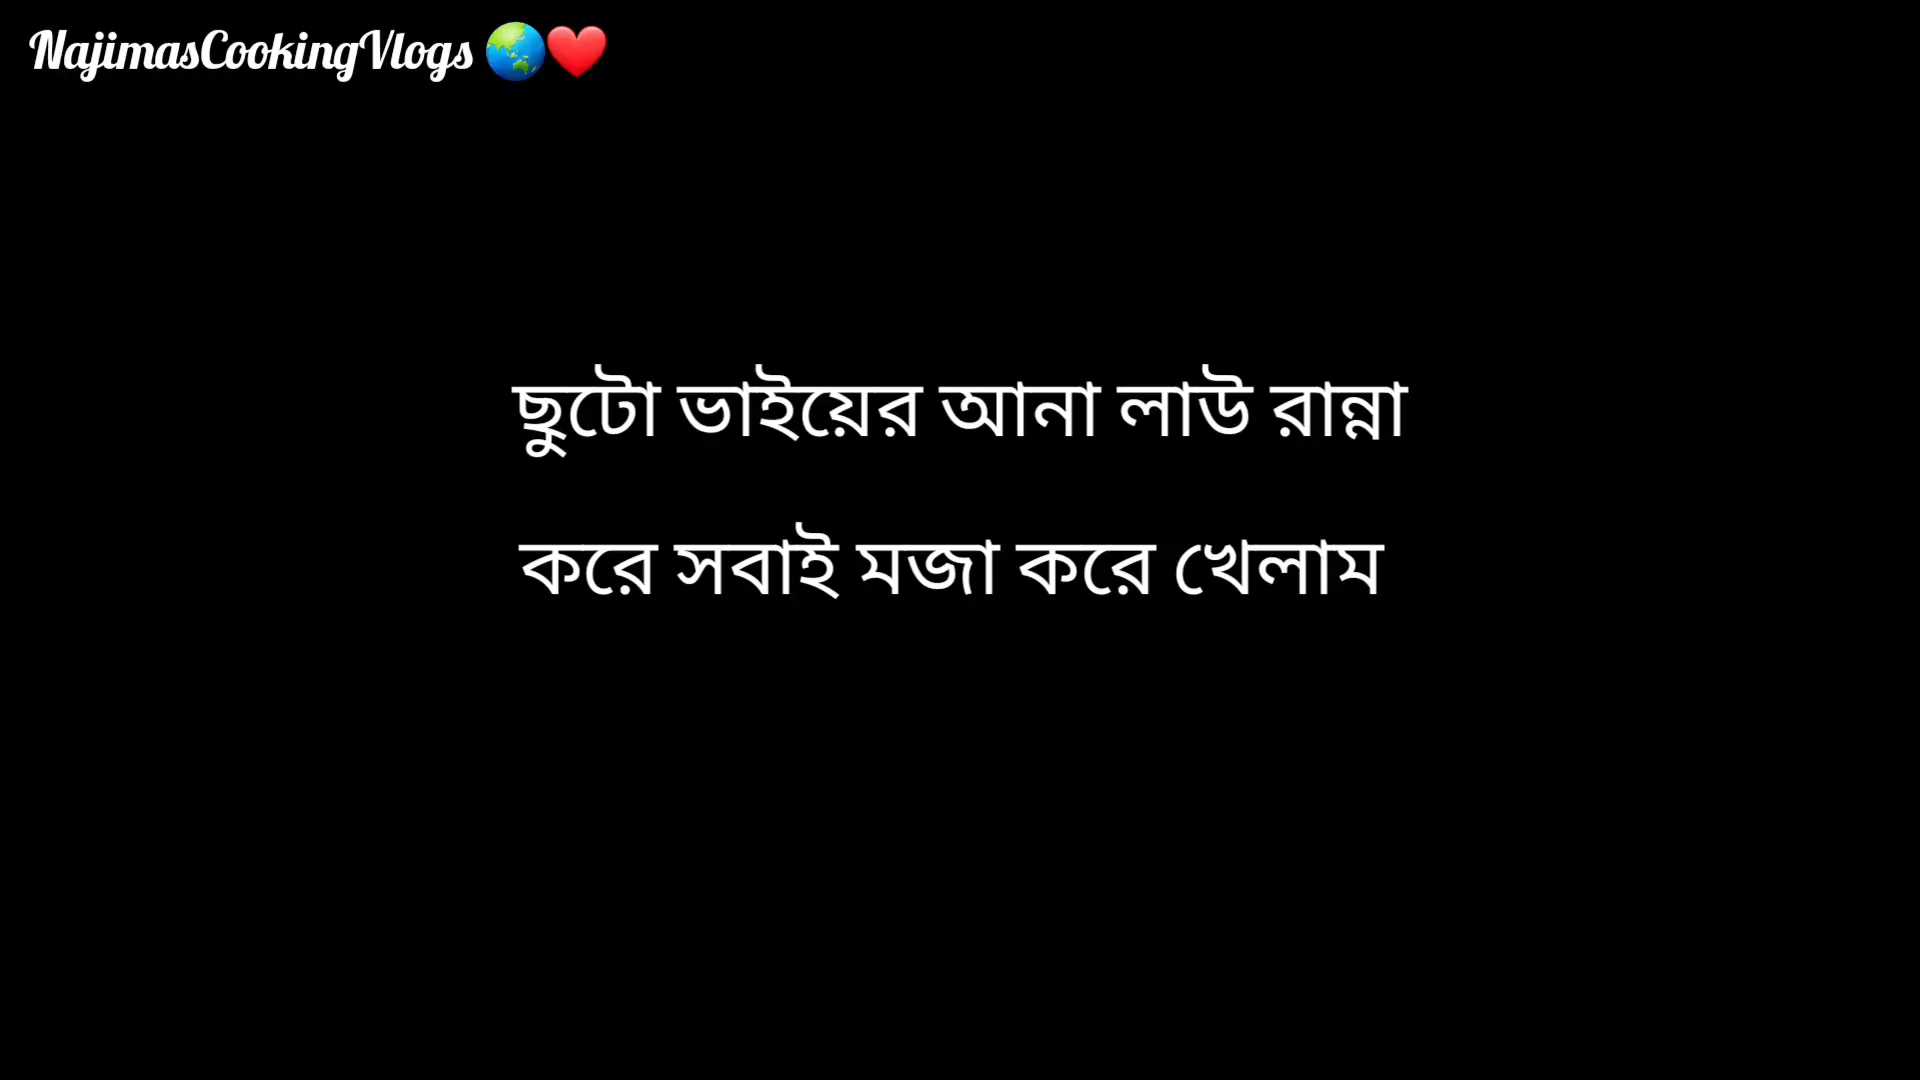 NajimasCookingVlogs 🌏❤️
ছুটো ভাইয়ের আনা লাউ রান্না
করে সবাই মজা করে খেলাম